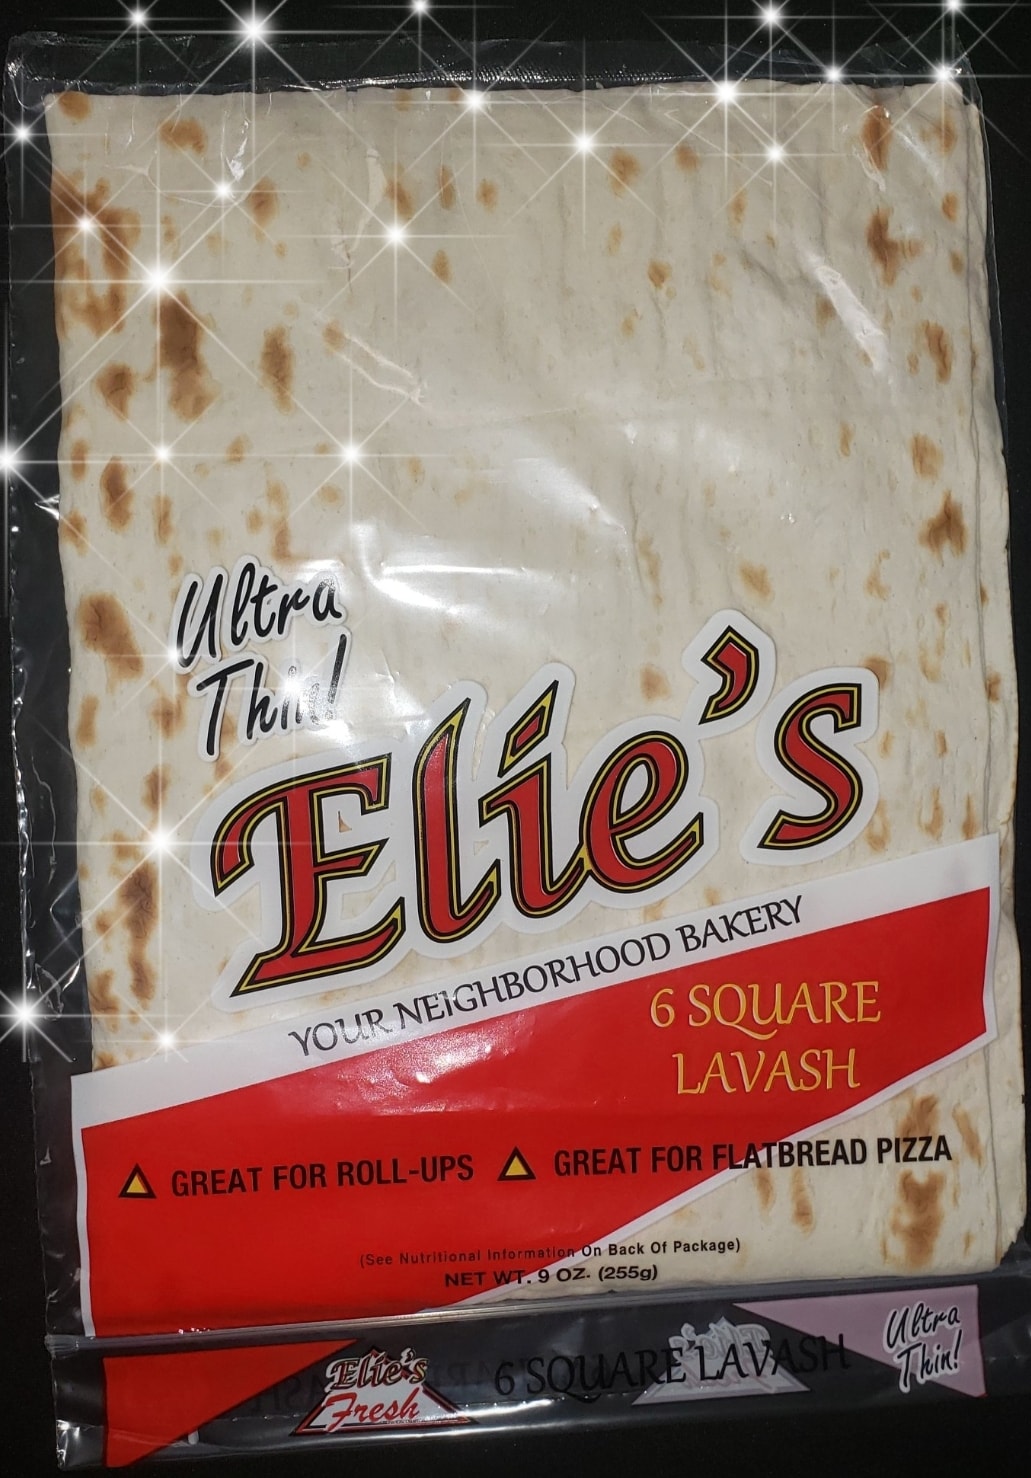 Ultra
Thin!
Elie's
YOUR NEIGHBORHOOD BAKERY
6 SQUARE
LAVASH
GREAT FOR ROLL-UPS
GREAT FOR FLATBREAD PIZZA
(See Nutritional Information On Back Of Package)
NET WT. 9 OZ. (255g)
Elie's
Fresh
6 SQUARE LAVASH
Elie's
Ultra
Thin!